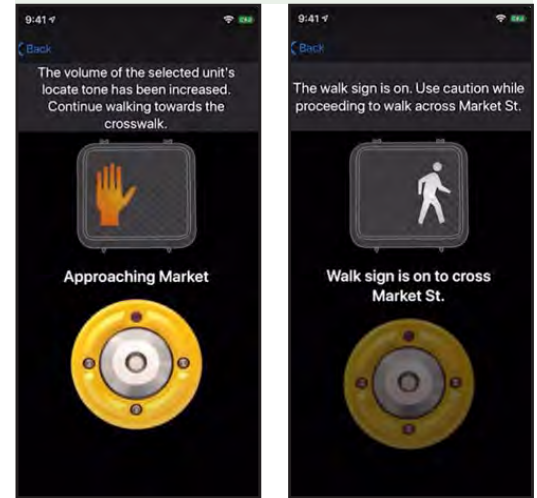 9:41
Back
The volume of the selected unit's
locate tone has been increased.
Continue walking towards the
crosswalk.
Approaching Market
9:41
Back
The walk sign is on. Use caution while
proceeding to walk across Market St.
Walk sign is on to cross
Market St.